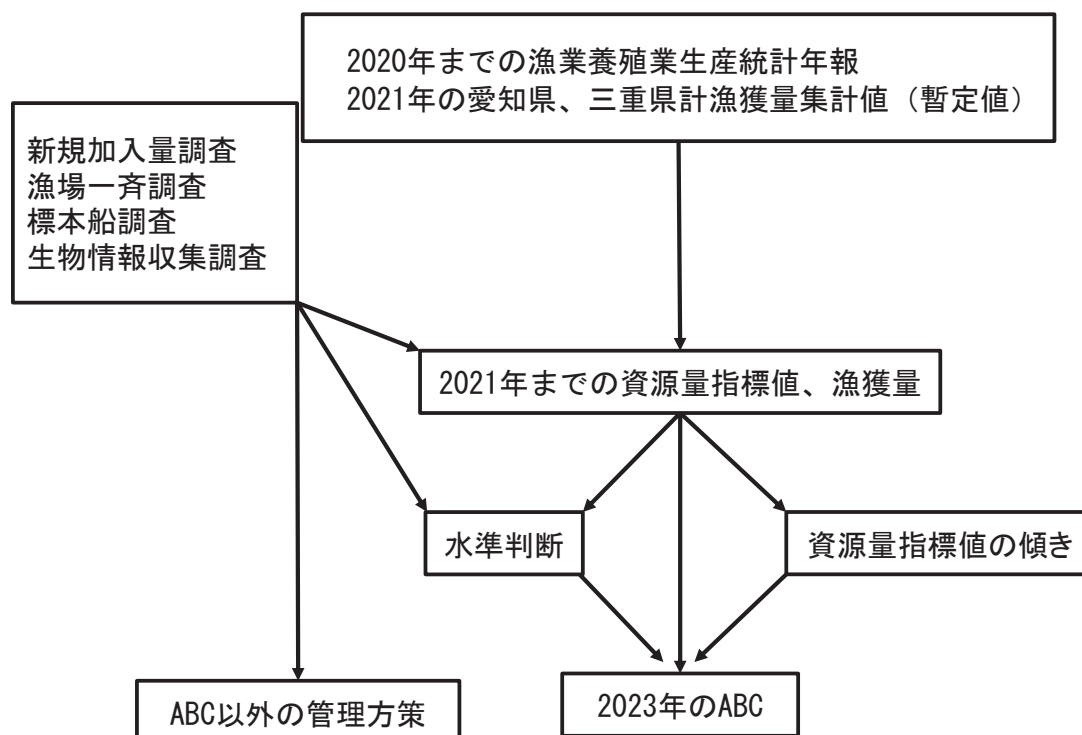 2020年までの漁業養殖業生産統計年報
2021年の愛知県、三重県計漁獲量集計値（暫定値）
新規加入量調査
漁場一斉調査
標本船調査
生物情報収集調査
2021年までの資源量指標値、漁獲量
水準判断
資源量指標値の傾き
ABC以外の管理方策
2023年のABC